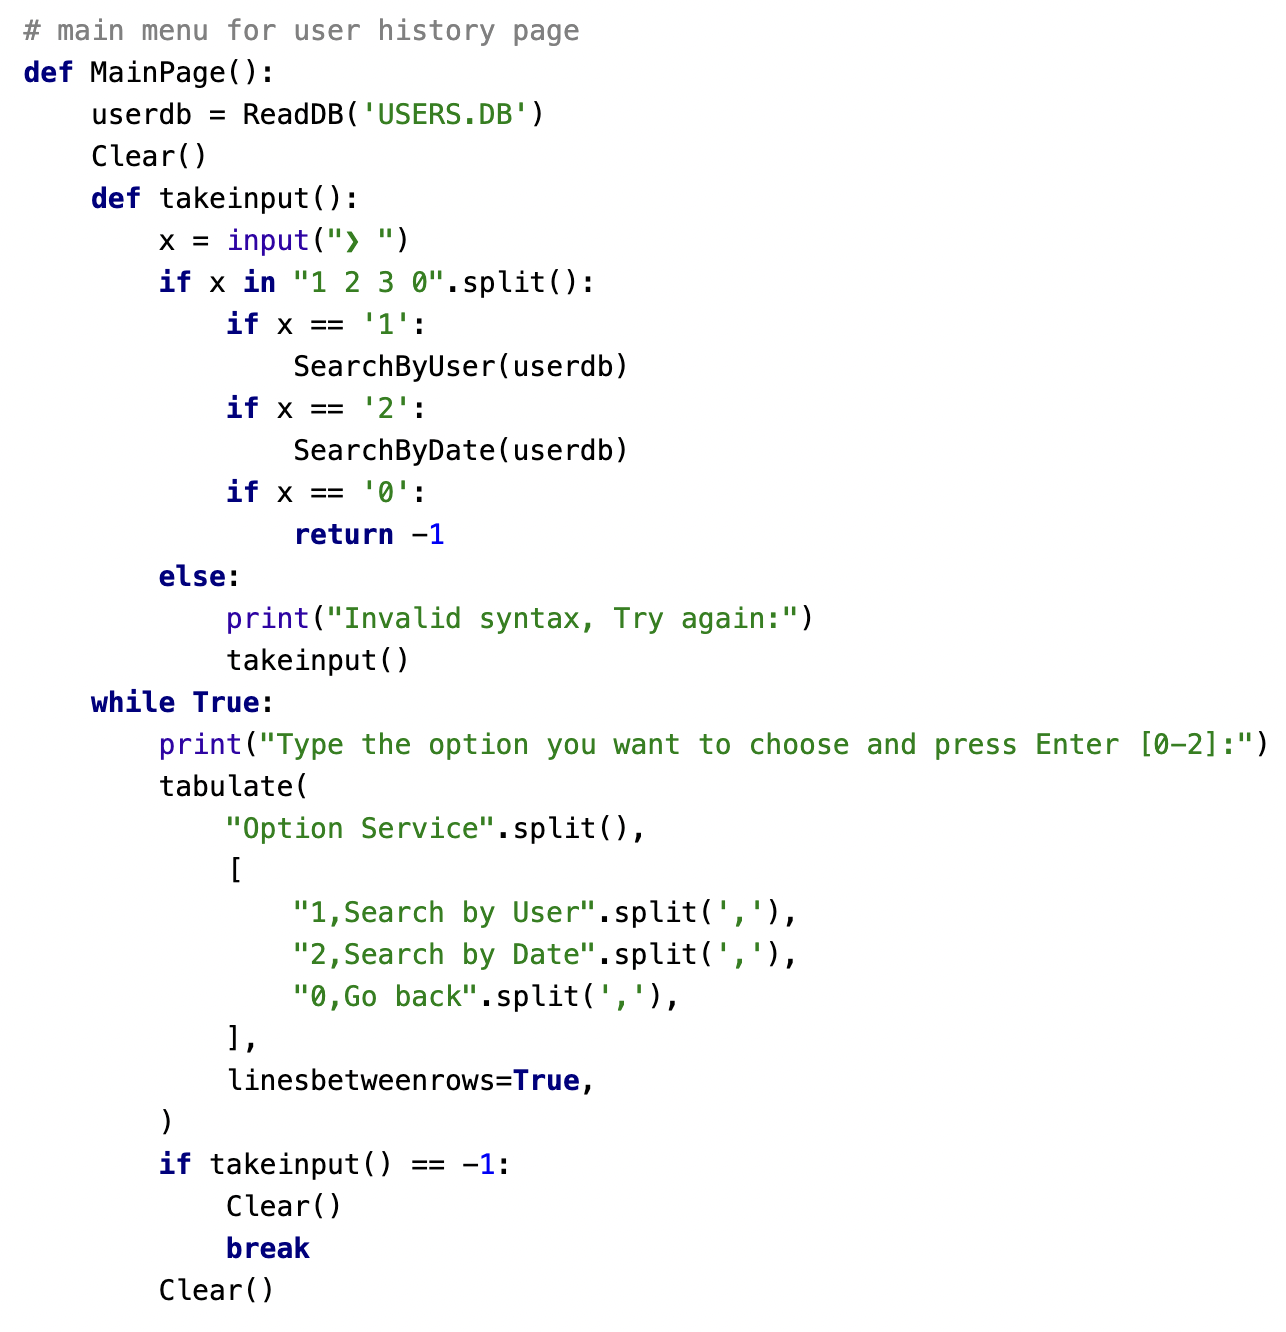 # main menu for user history page
def MainPage():
    userdb = ReadDB('USERS.DB')
    Clear()
    def takeinput():
        x = input("❯ ")
        if x in "1 2 3 0".split():
            if x == '1':
                SearchByUser(userdb)
            if x == '2':
                SearchByDate(userdb)
            if x == '0':
                return -1
        else:
            print("Invalid syntax, Try again:")
            takeinput()
    while True:
        print("Type the option you want to choose and press Enter [0-2]:")
        tabulate(
            "Option Service".split(),
            [
                "1,Search by User".split(','),
                "2,Search by Date".split(','),
                "0,Go back".split(','),
            ],
            linesbetweenrows=True,
        )
        if takeinput() == -1:
            Clear()
            break
        Clear()